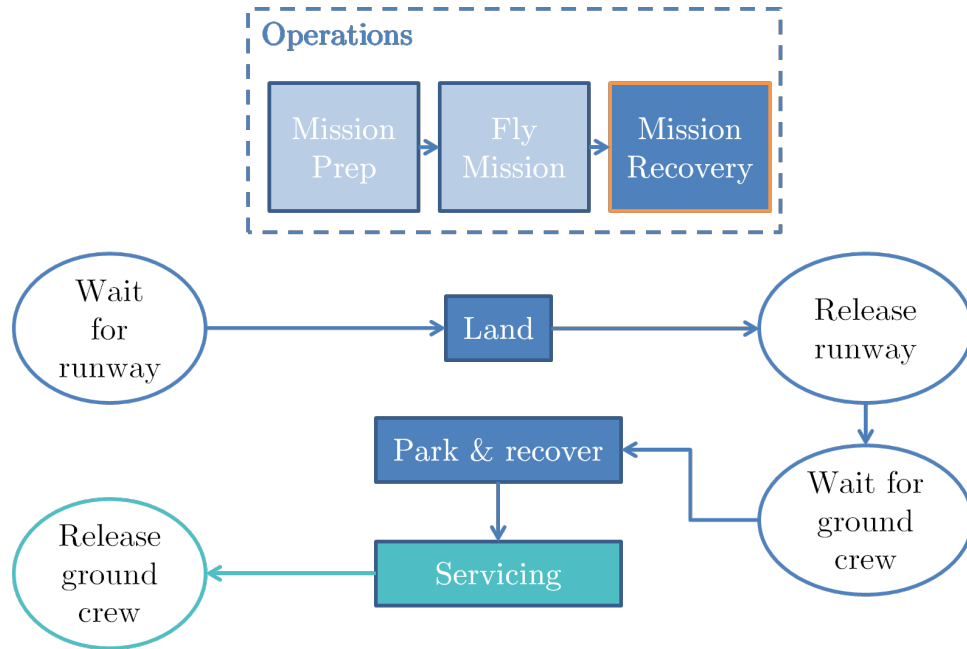 Operations
Mission
Prep
Fly
Mission
Mission
Recovery
Wait
for
runway
Land
Release
runway
Park & recover
Wait for
ground
crew
Release
ground
crew
Servicing